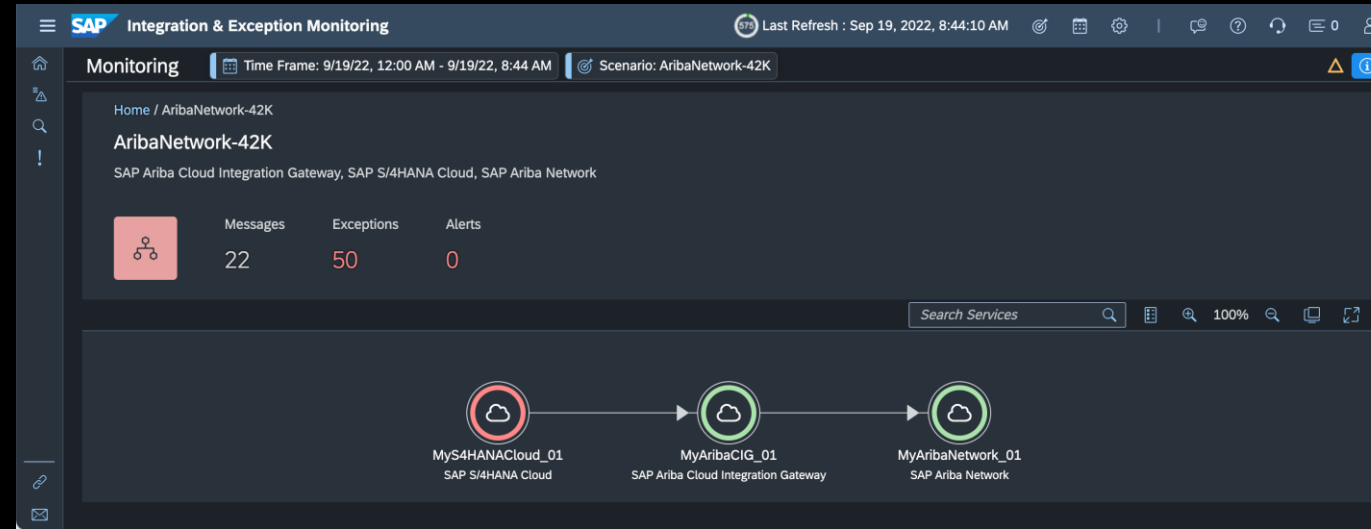 SAP Integration & Exception Monitoring
575 Last Refresh : Sep 19, 2022, 8:44:10 AM
0
Monitoring
Time Frame: 9/19/22, 12:00 AM - 9/19/22, 8:44 AM
Scenario: AribaNetwork-42K
Home / AribaNetwork-42K
AribaNetwork-42K
SAP Ariba Cloud Integration Gateway, SAP S/4HANA Cloud, SAP Ariba Network
Messages Exceptions Alerts
22 50 0
Search Services
100%
MyS4HANACloud_01 MyAribaCIG_01 MyAribaNetwork_01
SAP S/4HANA Cloud SAP Ariba Cloud Integration Gateway SAP Ariba Network